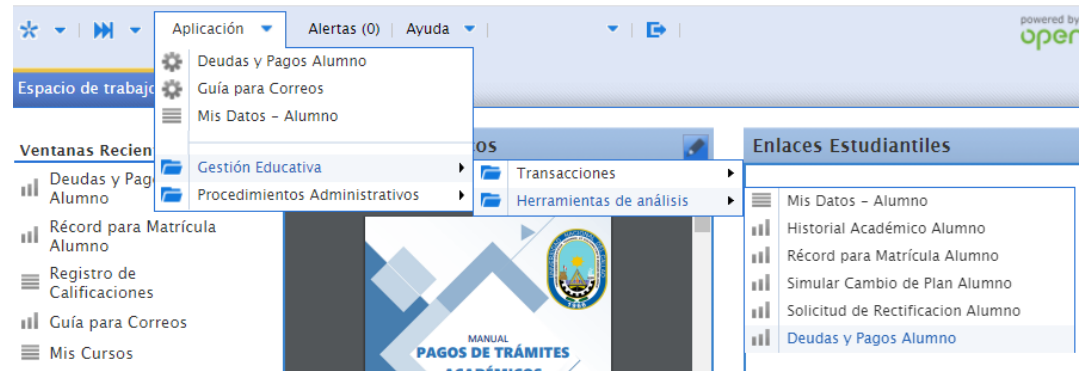 Aplicación
Alertas (0)
Ayuda
powered by
Espacio de trabajo
Deudas y Pagos Alumno
Guía para Correos
Mis Datos – Alumno
Gestión Educativa
Procedimientos Administrativos
Transacciones
Herramientas de análisis
Mis Datos – Alumno
Historial Académico Alumno
Récord para Matrícula Alumno
Simular Cambio de Plan Alumno
Solicitud de Rectificacion Alumno
Deudas y Pagos Alumno
Enlaces Estudiantiles
Ventanas Recien
Deudas y Pag
Alumno
Récord para Matrícula
Alumno
Registro de
Calificaciones
Guía para Correos
Mis Cursos
MANUAL
PAGOS DE TRÁMITES